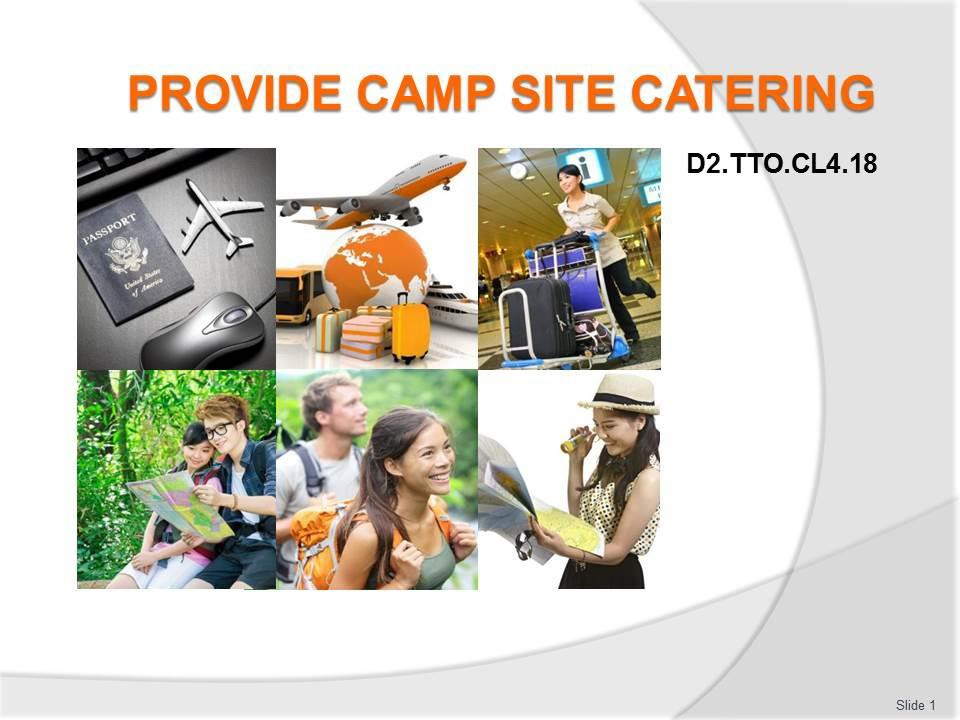 PROVIDE CAMP SITE CATERING
D2.TTO.CL4.18
PASSPORT
United States
of America
i
Slide 1